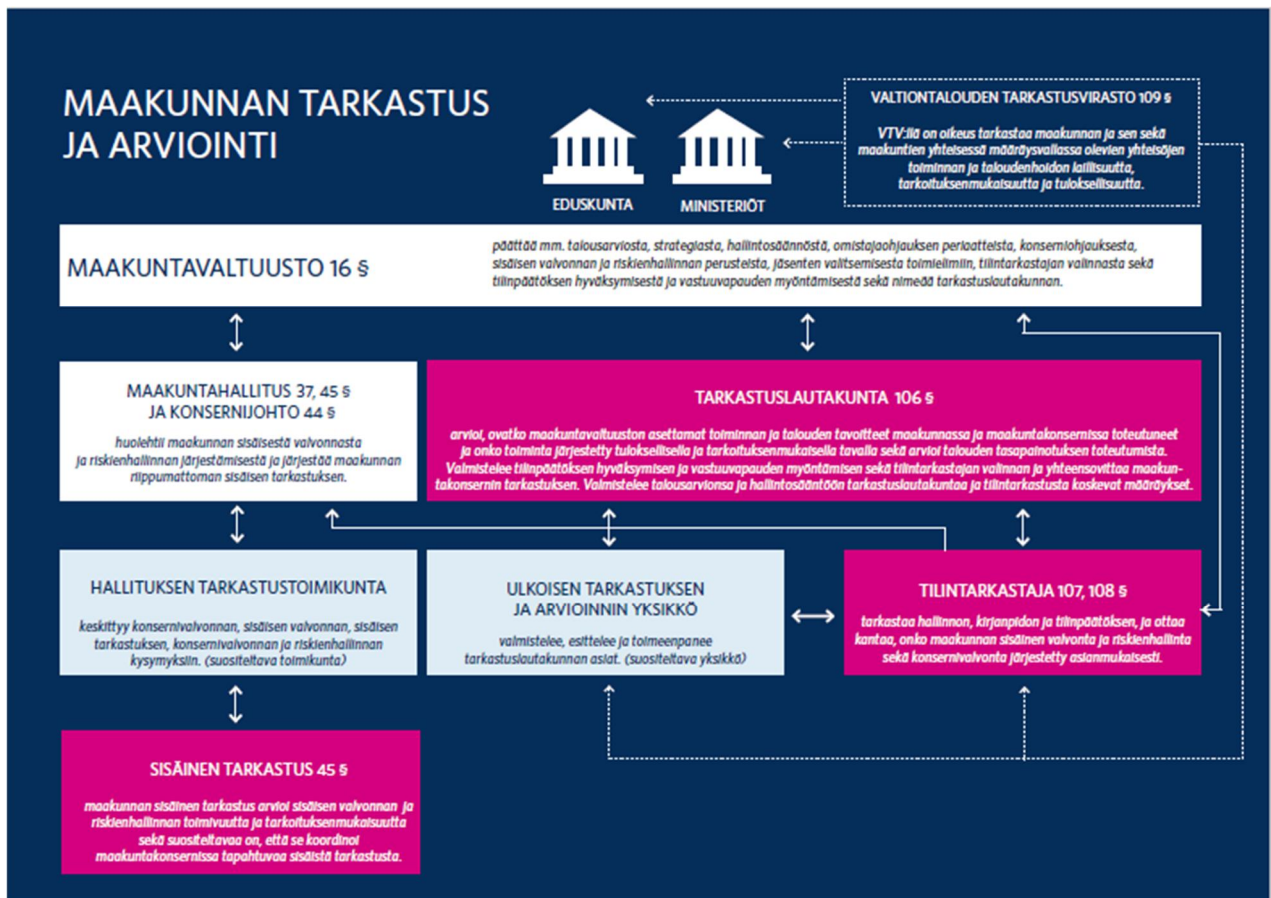 MAAKUNNAN TARKASTUS
JA ARVIOINTI
EDUSKUNTA
MINISTERIÖT
VALTIONTALOUDEN TARKASTUSVIRASTO 109 §
VTV:llä on oikeus tarkastaa maakunnan ja sen sekä
maakuntien yhteisessä määräysvallassa olevien yhteisöjen
toiminnan ja taloudenhoidon laillisuutta,
tarkoituksenmukaisuutta ja tuloksellisuutta.
MAAKUNTAVALTUUSTO 16 §
päättää mm. talousarviosta, strategiasta, hallintosäännöstä, omistajaohjauksen periaatteista, konserniohjauksesta,
sisäisen valvonnan ja riskienhallinnan perusteista, jäsenten valitsemisesta toimielimiin, tilintarkastajan valinnasta sekä
tilinpäätöksen hyväksymisestä ja vastuuvapauden myöntämisestä sekä nimeää tarkastuslautakunnan.
MAAKUNTAHALLITUS 37, 45 §
JA KONSERNIJOHTO 44 §
huolehtii maakunnan sisäisestä valvonnasta
ja riskienhallinnan järjestämisestä ja järjestää maakunnan
riippumattoman sisäisen tarkastuksen.
TARKASTUSLAUTAKUNTA 106 §
arvioi, ovatko maakuntavaltuuston asettamat toiminnan ja talouden tavoitteet maakunnassa ja maakuntakonsernissa toteutuneet
ja onko toiminta järjestetty tuloksellisella ja tarkoituksenmukaisella tavalla sekä arvioi talouden tasapainotuksen toteutumista.
Valmistelee tilinpäätöksen hyväksymisen ja vastuuvapauden myöntämisen sekä tilintarkastajan valinnan ja yhteensovittaa maakun-
takonsernin tarkastuksen. Valmistelee talousarvionsa ja hallintosääntöön tarkastuslautakuntaa ja tilintarkastusta koskevat määräykset.
HALLITUKSEN TARKASTUSTOIMIKUNTA
keskittyy konsernivalvonnan, sisäisen valvonnan, sisäisen
tarkastuksen, konsernivalvonnan ja riskienhallinnan
kysymyksiin. (suositeltava toimikunta)
ULKOISEN TARKASTUKSEN
JA ARVIOINNIN YKSIKKÖ
valmistelee, esittelee ja toimeenpanee
tarkastuslautakunnan asiat. (suositeltava yksikkö)
TILINTARKASTAJA 107, 108 §
tarkastaa hallinnon, kirjanpidon ja tilinpäätöksen, ja ottaa
kantaa, onko maakunnan sisäinen valvonta ja riskienhallinta
sekä konsernivalvonta järjestetty asianmukaisesti.
SISÄINEN TARKASTUS 45 §
maakunnan sisäinen tarkastus arvioi sisäisen valvonnan ja
riskienhallinnan toimivuutta ja tarkoituksenmukaisuutta
sekä suositeltavaa on, että se koordinoi
maakuntakonsernissa tapahtuvaa sisäistä tarkastusta.